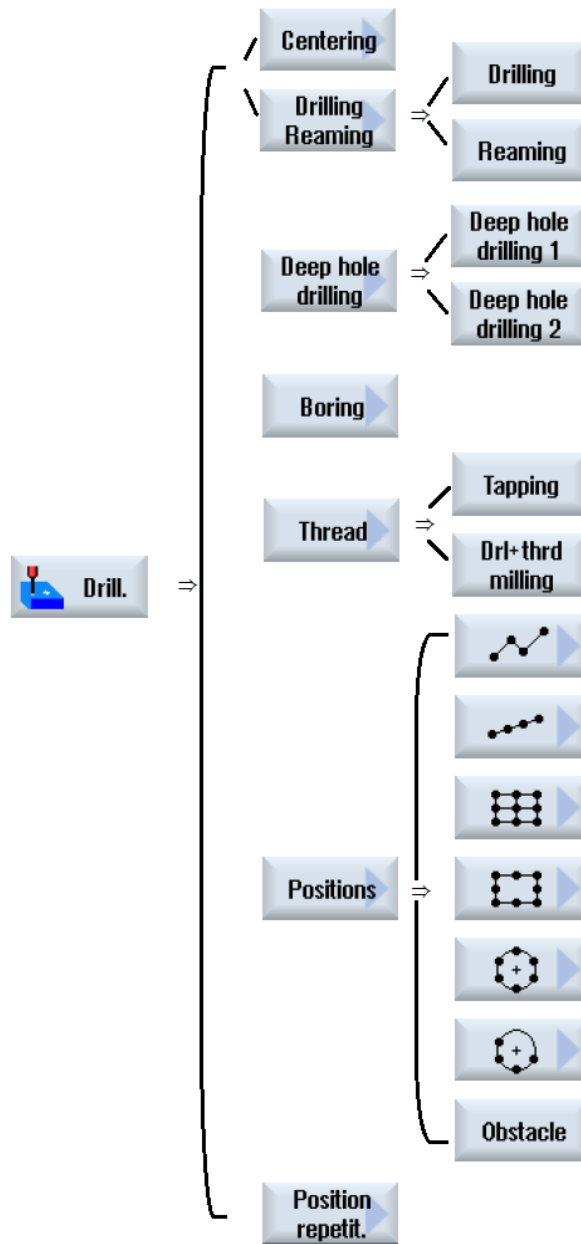 Centering
Drilling
Reaming
Drilling
Reaming
Deep hole
drilling
Deep hole
drilling 1
Deep hole
drilling 2
Boring
Thread
Tapping
Drl+thrd
milling
Drill.
Positions
Obstacle
Position
repetit.